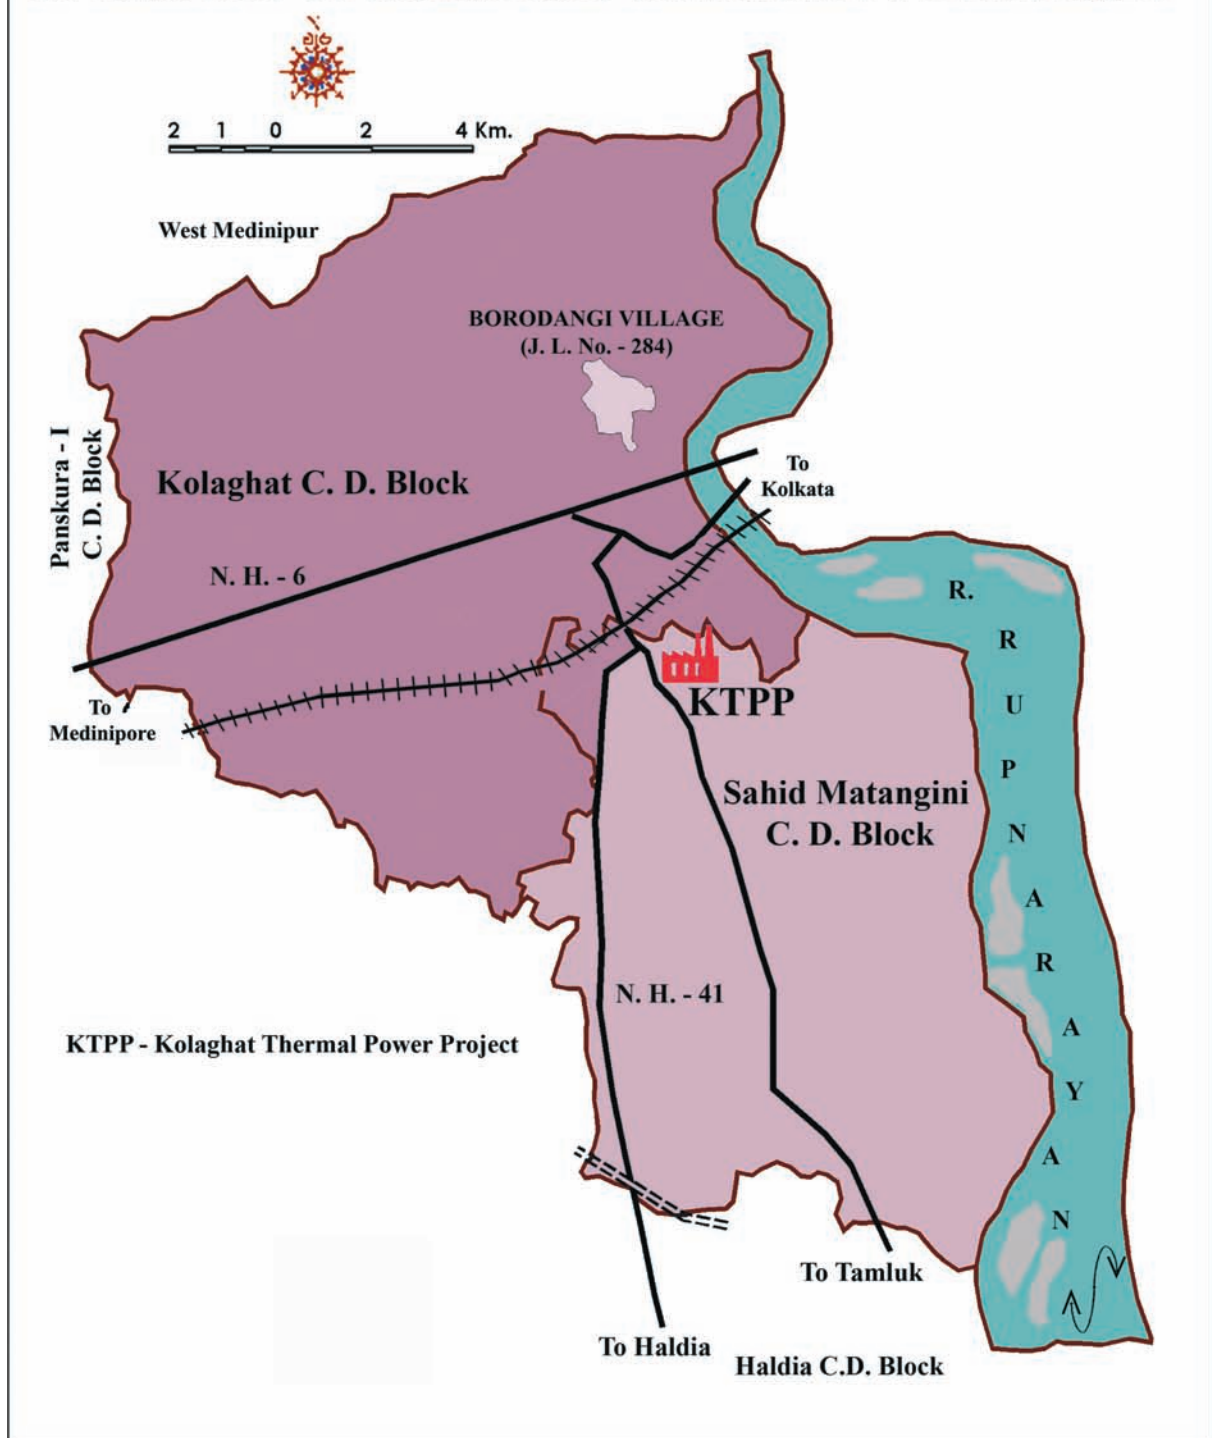 2 1 0 2 4 Km.
West Medinipur
BORODANGI VILLAGE
(J. L. No. - 284)
Panskura - I
C. D. Block
Kolaghat C. D. Block
To
Kolkata
N. H. - 6
R.
RUPNARAYAN
To
Medinipore
KTPP
Sahid Matangini
C. D. Block
N. H. - 41
KTPP - Kolaghat Thermal Power Project
To Tamluk
To Haldia
Haldia C.D. Block